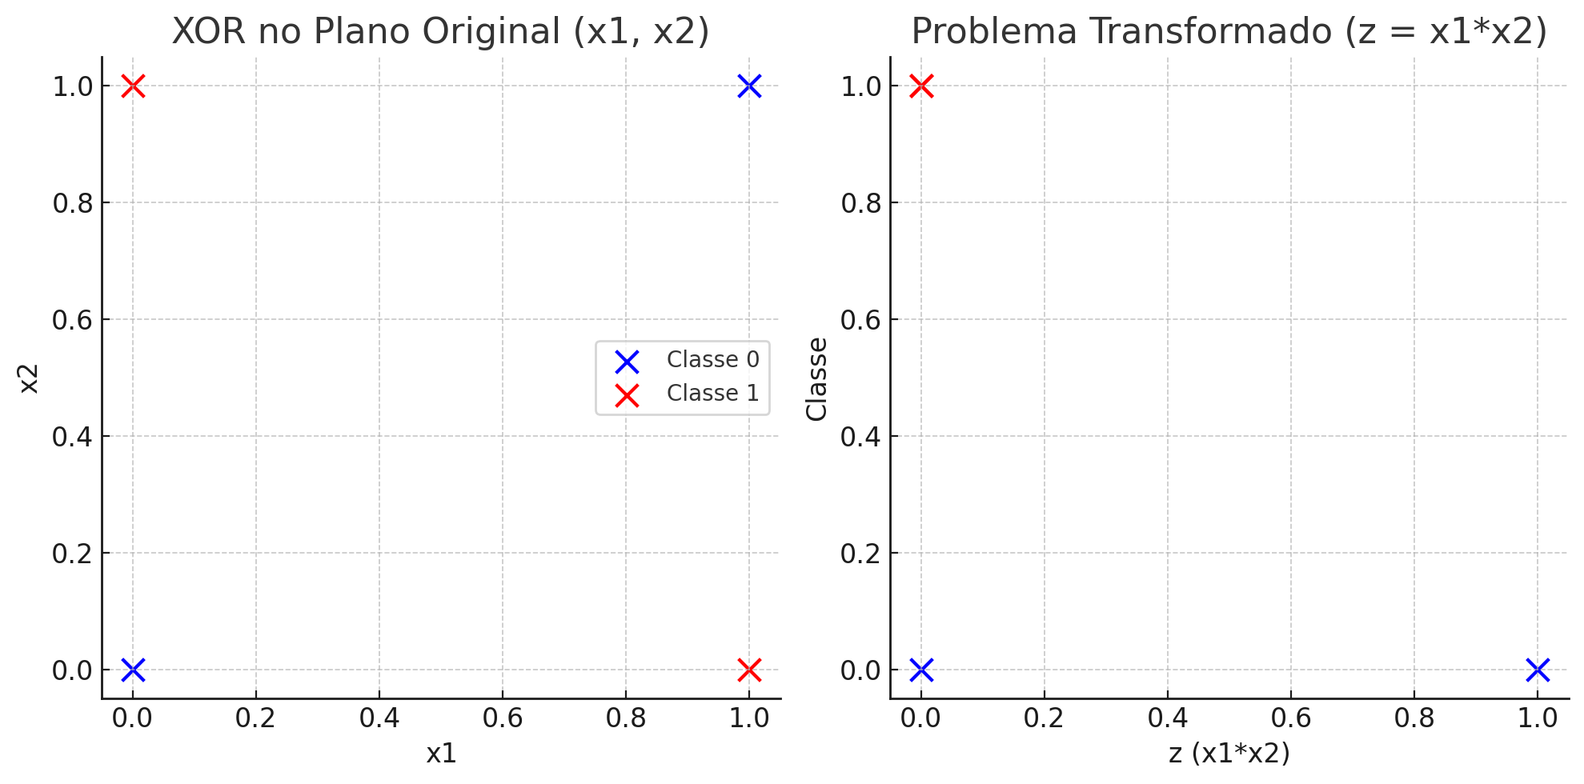 XOR no Plano Original (x1, x2)
1.0
0.8
0.6
0.4
0.2
0.0
x2
Classe 0
Classe 1
0.0 0.2 0.4 0.6 0.8 1.0
x1
Problema Transformado (z = x1*x2)
1.0
0.8
0.6
0.4
0.2
0.0
Classe
0.0 0.2 0.4 0.6 0.8 1.0
z (x1*x2)